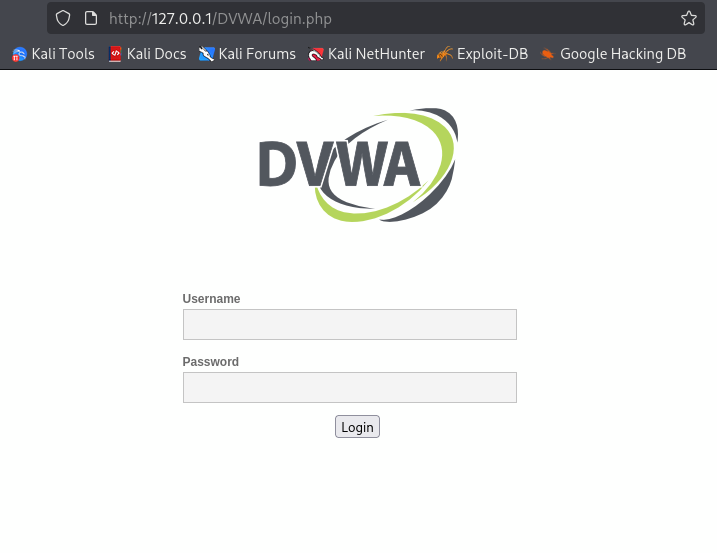 http://127.0.0.1/DVWA/login.php
Kali Tools Kali Docs Kali Forums Kali NetHunter Exploit-DB Google Hacking DB
DVWA
Username
Password
Login